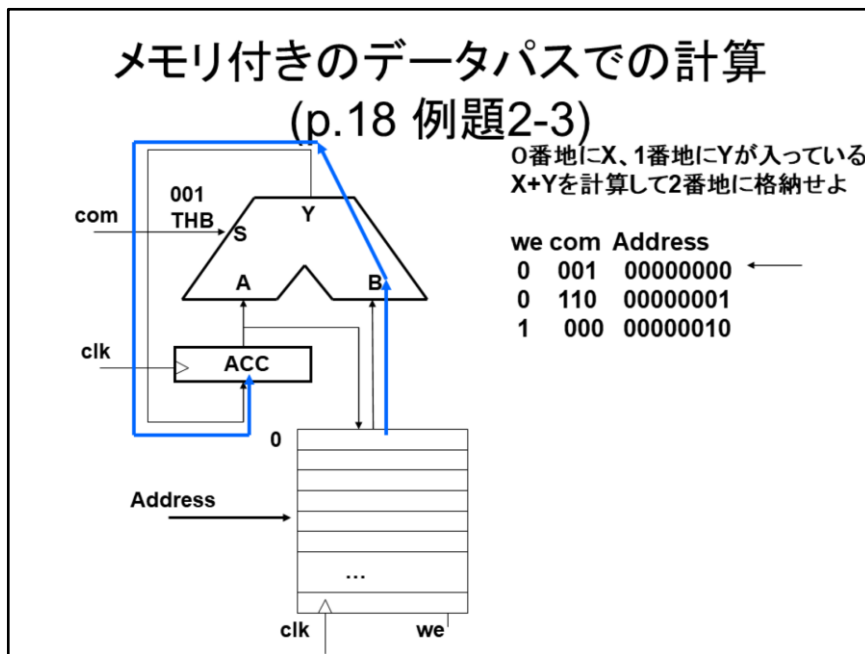 メモリ付きのデータパスでの計算
(p.18 例題2-3)
0番地にX、1番地にYが入っている
X+Yを計算して2番地に格納せよ
we com Address
0 001 00000000
0 110 00000001
1 000 00000010
001
THB
com
S
Y
A
B
clk
ACC
0
Address
...
clk
we